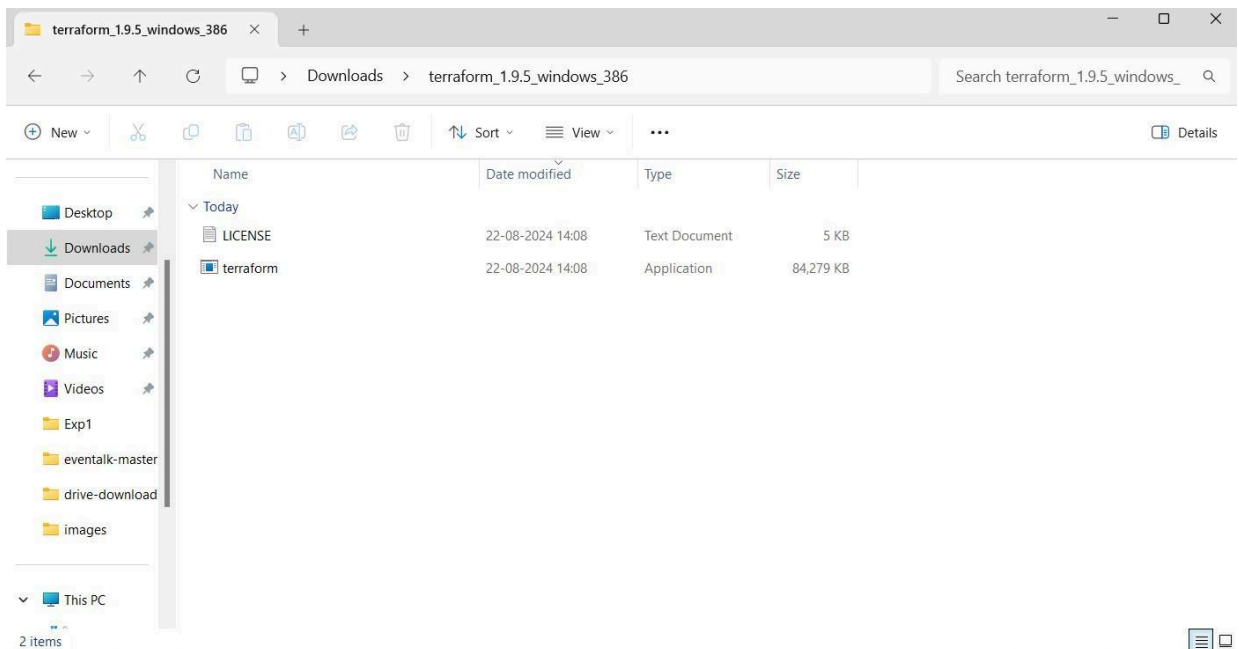 terraform_1.9.5_windows_386
Downloads > terraform_1.9.5_windows_386
Search terraform_1.9.5_windows_
New
Sort
View
Details
Name Date modified Type Size
Desktop
Downloads
Documents
Pictures
Music
Videos
Exp1
eventalk-master
drive-download
images
This PC
Today
LICENSE 22-08-2024 14:08 Text Document 5 KB
terraform 22-08-2024 14:08 Application 84,279 KB
2 items